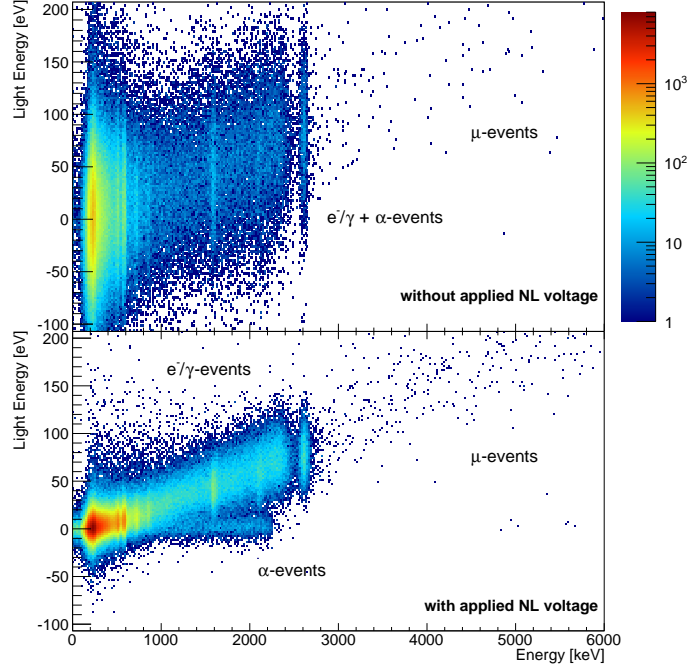 Light Energy [eV]
200
150
100
50
0
-50
-100
μ-events
e⁻/γ + α-events
without applied NL voltage
10³
10²
10
1
Light Energy [eV]
200
150
100
50
0
-50
-100
e⁻/γ-events
μ-events
α-events
with applied NL voltage
0 1000 2000 3000 4000 5000 6000
Energy [keV]